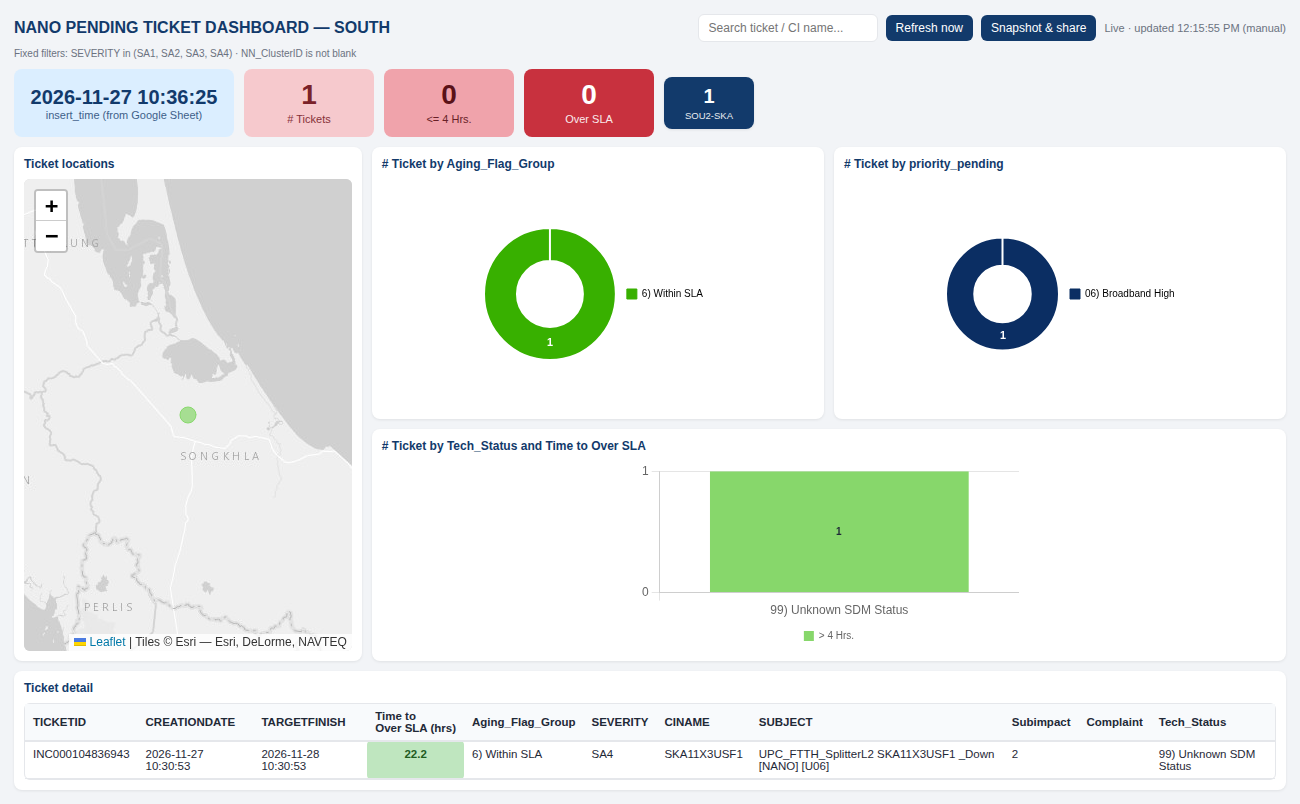 NANO PENDING TICKET DASHBOARD — SOUTH
Search ticket / CI name...
Refresh now
Snapshot & share
Live · updated 12:15:55 PM (manual)
Fixed filters: SEVERITY in (SA1, SA2, SA3, SA4) · NN_ClusterID is not blank
2026-11-27 10:36:25
insert_time (from Google Sheet)
1
# Tickets
0
<= 4 Hrs.
0
Over SLA
1
SOU2-SKA
Ticket locations
+
−
UNG
SONGKHLA
N
PERLIS
Leaflet | Tiles © Esri — Esri, DeLorme, NAVTEQ
# Ticket by Aging_Flag_Group
1
6) Within SLA
# Ticket by priority_pending
1
06) Broadband High
# Ticket by Tech_Status and Time to Over SLA
1
0
1
99) Unknown SDM Status
> 4 Hrs.
Ticket detail
TICKETID CREATIONDATE TARGETFINISH Time to Over SLA (hrs) Aging_Flag_Group SEVERITY CINAME SUBJECT Subimpact Complaint Tech_Status
INC000104836943 2026-11-27 10:30:53 2026-11-28 10:30:53 22.2 6) Within SLA SA4 SKA11X3USF1 UPC_FTTH_SplitterL2 SKA11X3USF1 _Down [NANO] [U06] 2 99) Unknown SDM Status